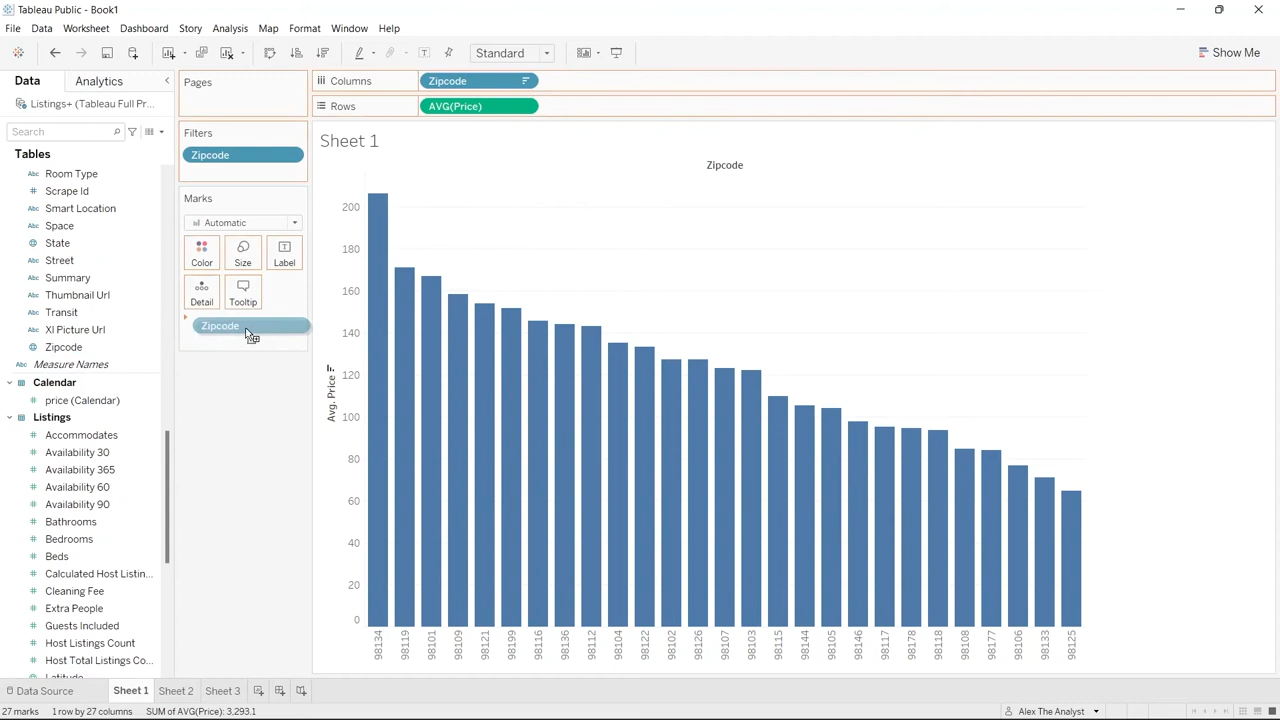 Tableau Public - Book1
File Data Worksheet Dashboard Story Analysis Map Format Window Help
Standard
Show Me
Data Analytics
Listings+ (Tableau Full Pr...
Search
Tables
Abc Room Type
# Scrape Id
Abc Smart Location
Abc Space
State
Abc Street
Abc Summary
Abc Thumbnail Url
Abc Transit
Abc Xl Picture Url
Zipcode
Abc Measure Names
Calendar
# price (Calendar)
Listings
# Accommodates
# Availability 30
# Availability 365
# Availability 60
# Availability 90
# Bathrooms
# Bedrooms
# Beds
# Calculated Host Listin...
# Cleaning Fee
# Extra People
# Guests Included
# Host Listings Count
# Host Total Listings Co...
Pages
Filters
Zipcode
Marks
Automatic
Color Size Label
Detail Tooltip
Zipcode
Columns Zipcode
Rows AVG(Price)
Sheet 1
Zipcode
Avg. Price
200
180
160
140
120
100
80
60
40
20
0
98134 98119 98101 98109 98121 98199 98116 98136 98112 98104 98122 98102 98126 98107 98103 98115 98144 98105 98146 98117 98178 98118 98108 98177 98106 98133 98125
Data Source Sheet 1 Sheet 2 Sheet 3
27 marks 1 row by 27 columns SUM of AVG(Price): 3,293.1
Alex The Analyst